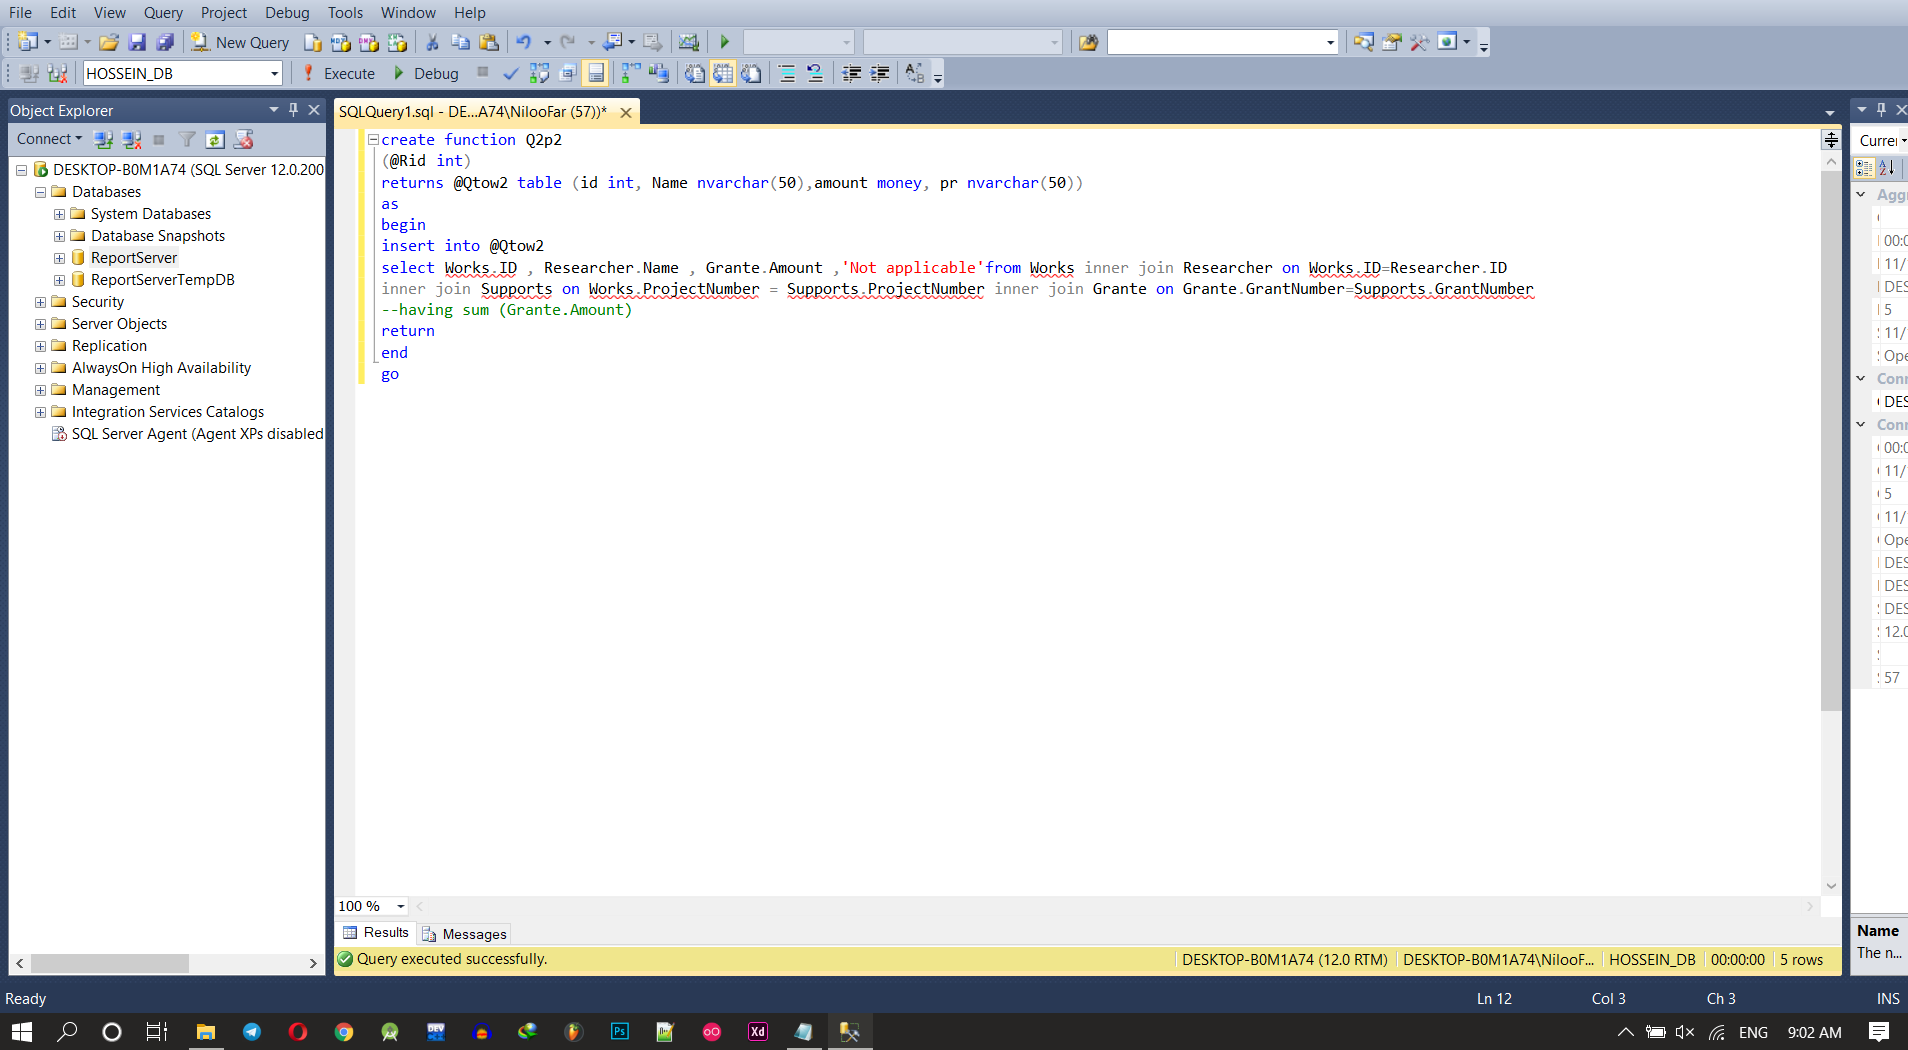 File Edit View Query Project Debug Tools Window Help
New Query
HOSSEIN_DB Execute Debug
Object Explorer
Connect
DESKTOP-B0M1A74 (SQL Server 12.0.200
Databases
System Databases
Database Snapshots
ReportServer
ReportServerTempDB
Security
Server Objects
Replication
AlwaysOn High Availability
Management
Integration Services Catalogs
SQL Server Agent (Agent XPs disabled
SQLQuery1.sql - DE...A74\NilooFar (57))*
create function Q2p2
(@Rid int)
returns @Qtow2 table (id int, Name nvarchar(50),amount money, pr nvarchar(50))
as
begin
insert into @Qtow2
select Works.ID , Researcher.Name , Grante.Amount ,'Not applicable'from Works inner join Researcher on Works.ID=Researcher.ID
inner join Supports on Works.ProjectNumber = Supports.ProjectNumber inner join Grante on Grante.GrantNumber=Supports.GrantNumber
--having sum (Grante.Amount)
return
end
go
100 %
Results Messages
Query executed successfully. DESKTOP-B0M1A74 (12.0 RTM) DESKTOP-B0M1A74\NilooF... HOSSEIN_DB 00:00:00 5 rows
Curre
Aggr
00:0
11/
DES
5
11/
Ope
Conn
DES
Conn
00:0
11/
5
11/
Ope
DES
DES
DES
12.0
57
Name
The n...
Ready Ln 12 Col 3 Ch 3 INS
DEV
Ps
Xd
ENG 9:02 AM